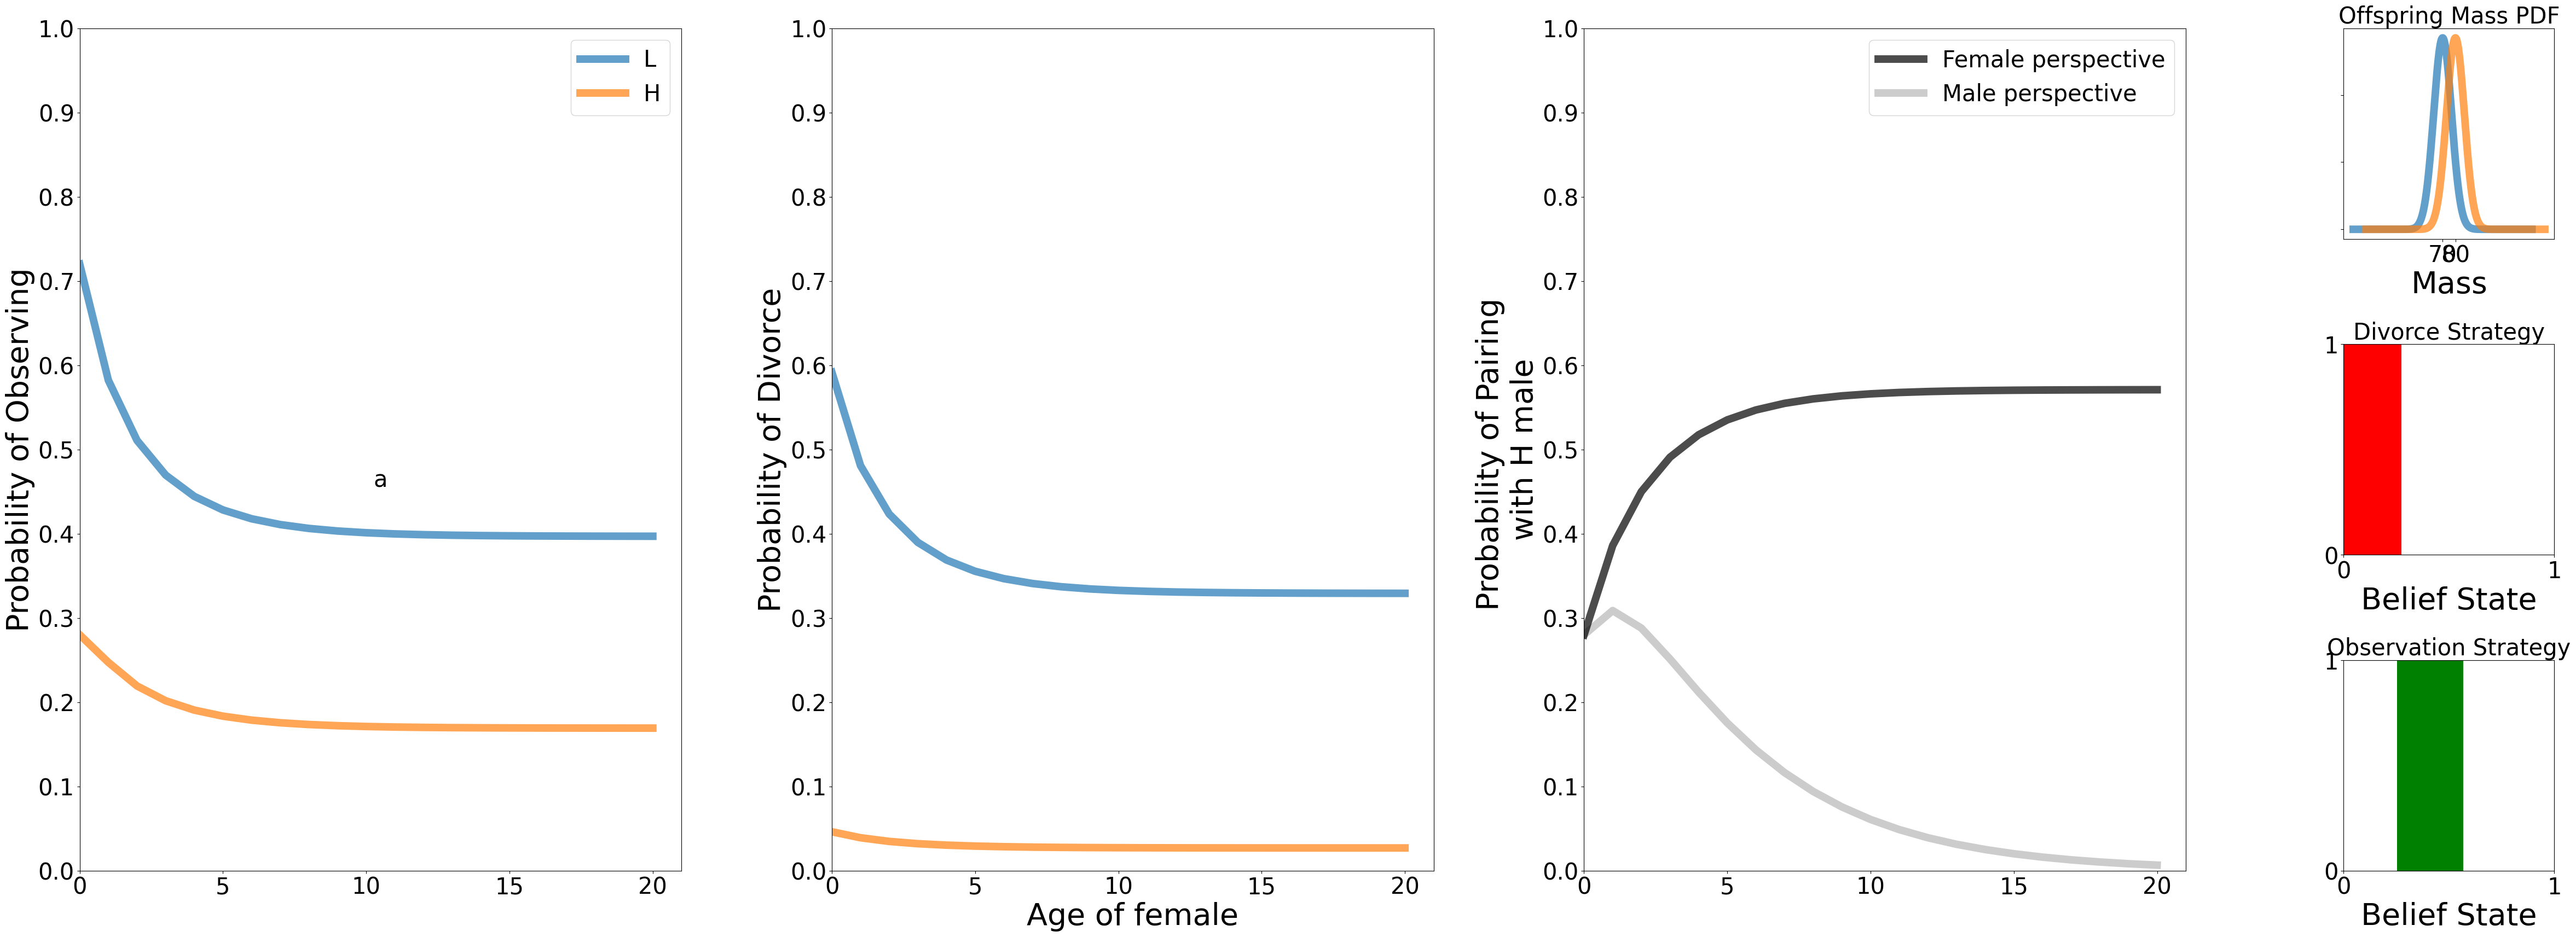 1.0
0.9
0.8
0.7
0.6
0.5
0.4
0.3
0.2
0.1
0.0
0 5 10 15 20
Probability of Observing
L
H
a
1.0
0.9
0.8
0.7
0.6
0.5
0.4
0.3
0.2
0.1
0.0
0 5 10 15 20
Probability of Divorce
Age of female
1.0
0.9
0.8
0.7
0.6
0.5
0.4
0.3
0.2
0.1
0.0
0 5 10 15 20
Probability of Pairing
with H male
Female perspective
Male perspective
Offspring Mass PDF
Mass
Divorce Strategy
1
0
0 1
Belief State
Observation Strategy
1
0
0 1
Belief State